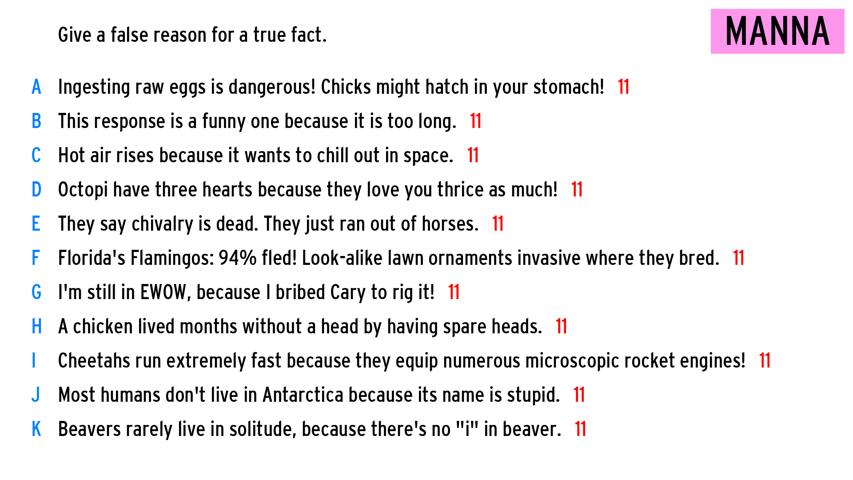 Give a false reason for a true fact.
MANNA
A Ingesting raw eggs is dangerous! Chicks might hatch in your stomach! 11
B This response is a funny one because it is too long. 11
C Hot air rises because it wants to chill out in space. 11
D Octopi have three hearts because they love you thrice as much! 11
E They say chivalry is dead. They just ran out of horses. 11
F Florida's Flamingos: 94% fled! Look-alike lawn ornaments invasive where they bred. 11
G I'm still in EWOW, because I bribed Cary to rig it! 11
H A chicken lived months without a head by having spare heads. 11
I Cheetahs run extremely fast because they equip numerous microscopic rocket engines! 11
J Most humans don't live in Antarctica because its name is stupid. 11
K Beavers rarely live in solitude, because there's no "i" in beaver. 11